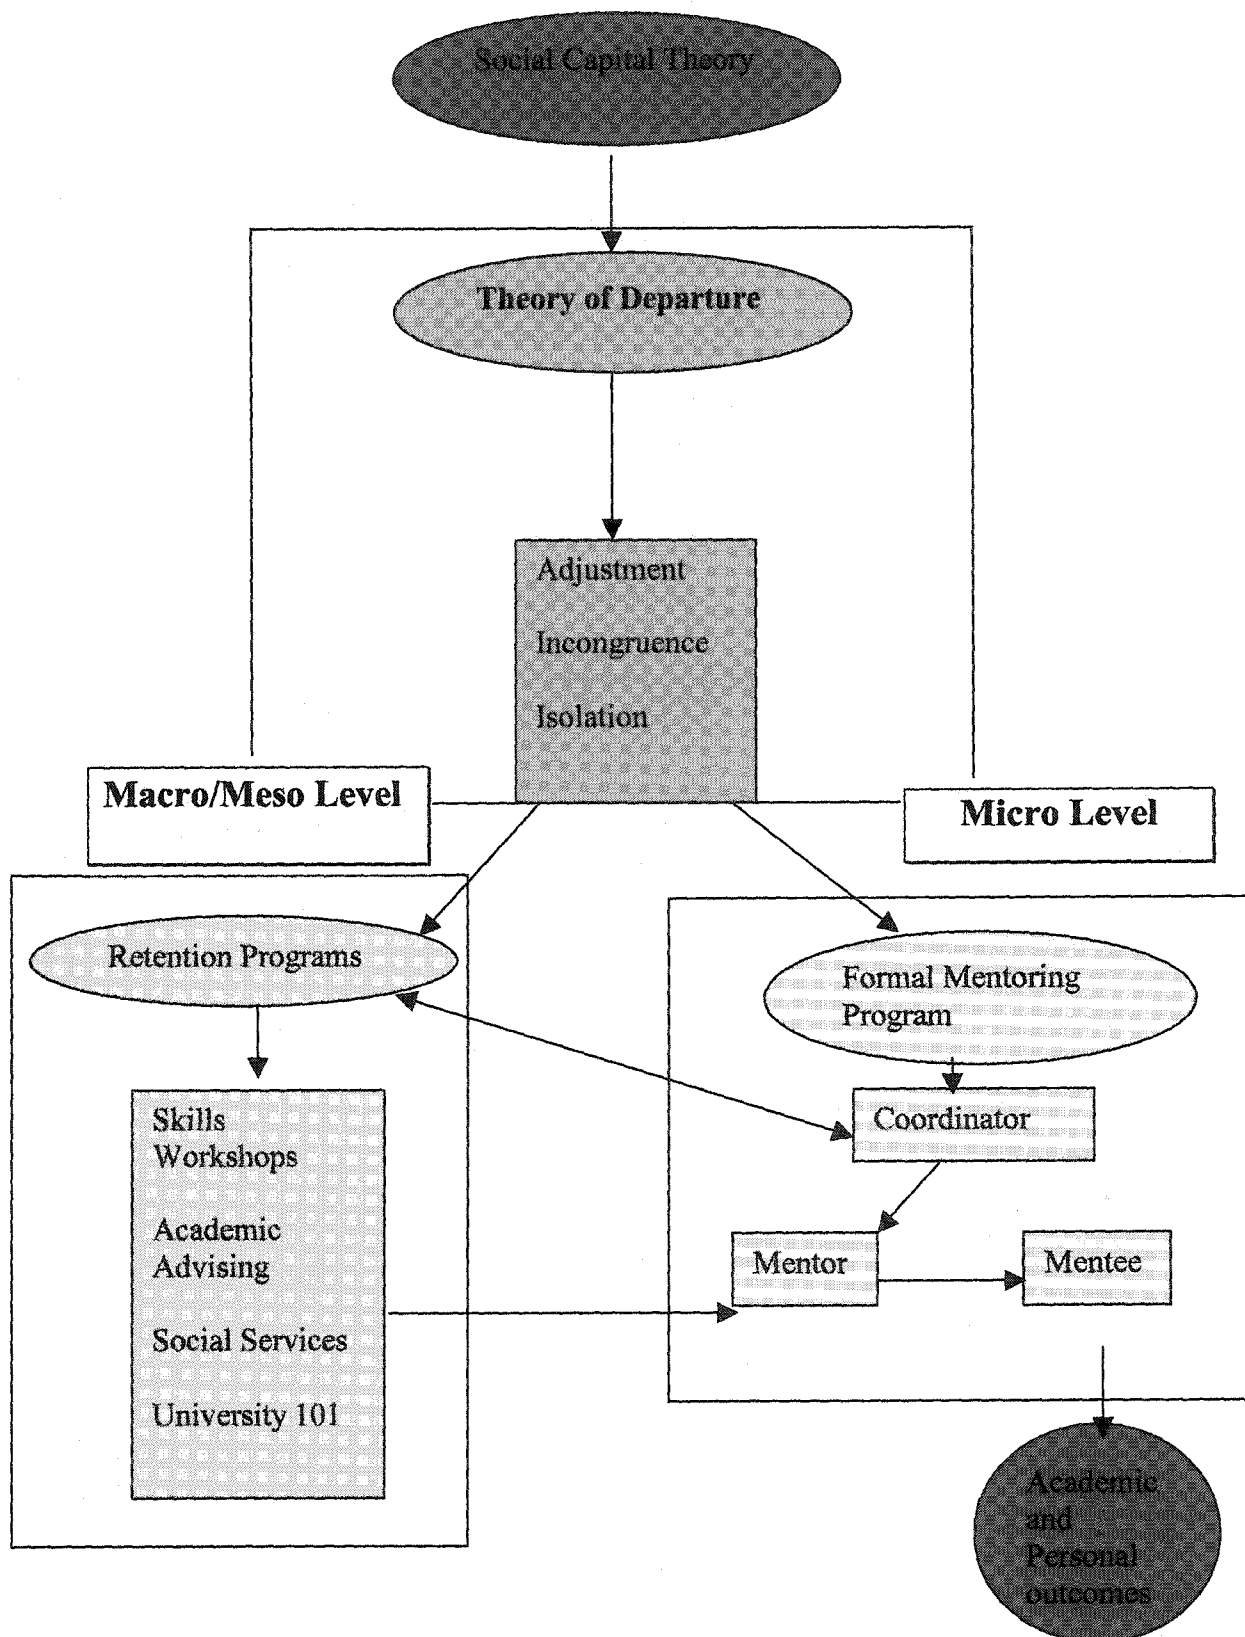 Social Capital Theory
Theory of Departure
Adjustment
Incongruence
Isolation
Macro/Meso Level
Micro Level
Retention Programs
Formal Mentoring
Program
Skills
Workshops
Academic
Advising
Social Services
University 101
Coordinator
Mentor
Mentee
Academic
and
Personal
outcomes